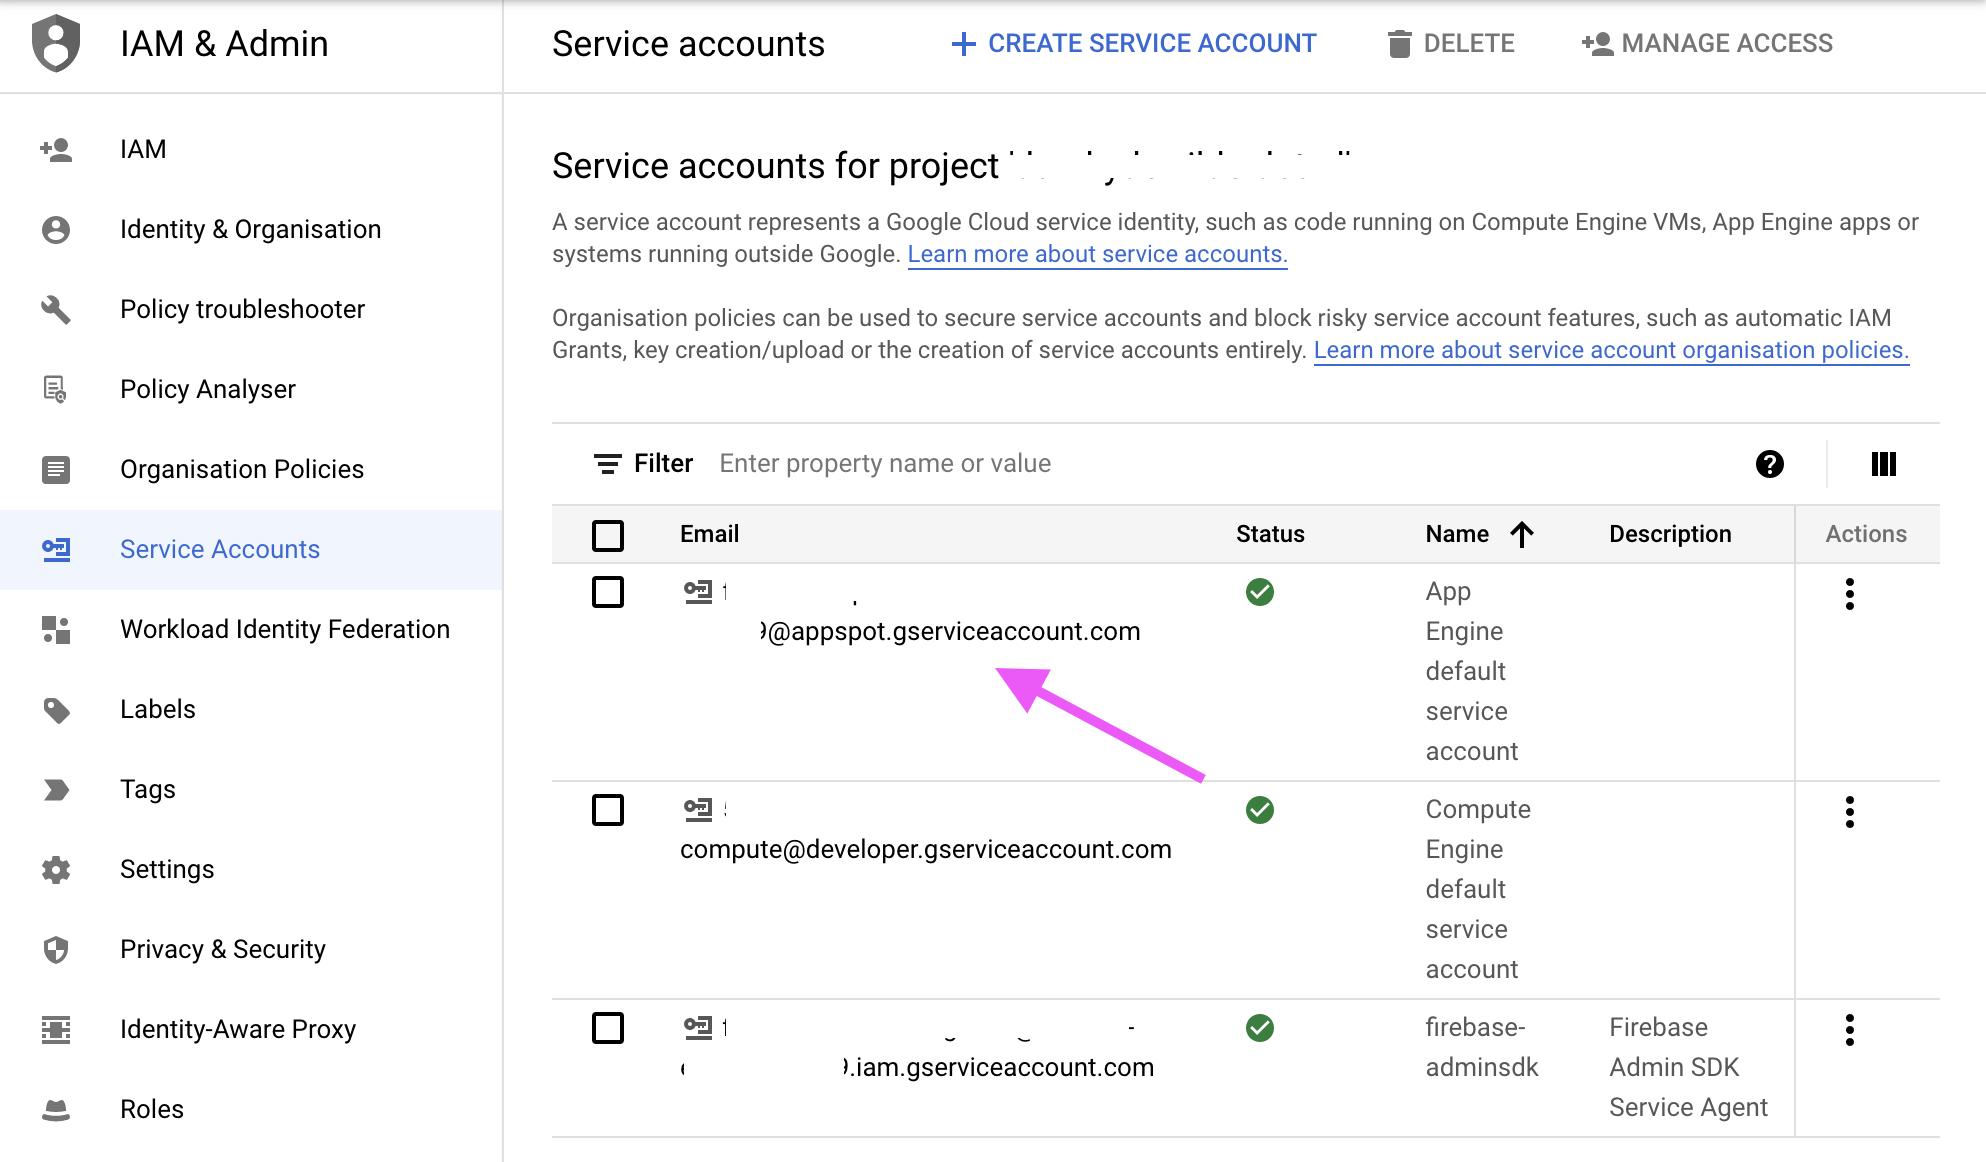 IAM & Admin
Service accounts
CREATE SERVICE ACCOUNT
DELETE
MANAGE ACCESS
IAM
Identity & Organisation
Policy troubleshooter
Policy Analyser
Organisation Policies
Service Accounts
Workload Identity Federation
Labels
Tags
Settings
Privacy & Security
Identity-Aware Proxy
Roles
Service accounts for project
A service account represents a Google Cloud service identity, such as code running on Compute Engine VMs, App Engine apps or
systems running outside Google. Learn more about service accounts.
Organisation policies can be used to secure service accounts and block risky service account features, such as automatic IAM
Grants, key creation/upload or the creation of service accounts entirely. Learn more about service account organisation policies.
Filter Enter property name or value
Email Status Name Description Actions
@appspot.gserviceaccount.com
App
Engine
default
service
account
compute@developer.gserviceaccount.com
Compute
Engine
default
service
account
.iam.gserviceaccount.com
firebase-
adminsdk
Firebase
Admin SDK
Service Agent